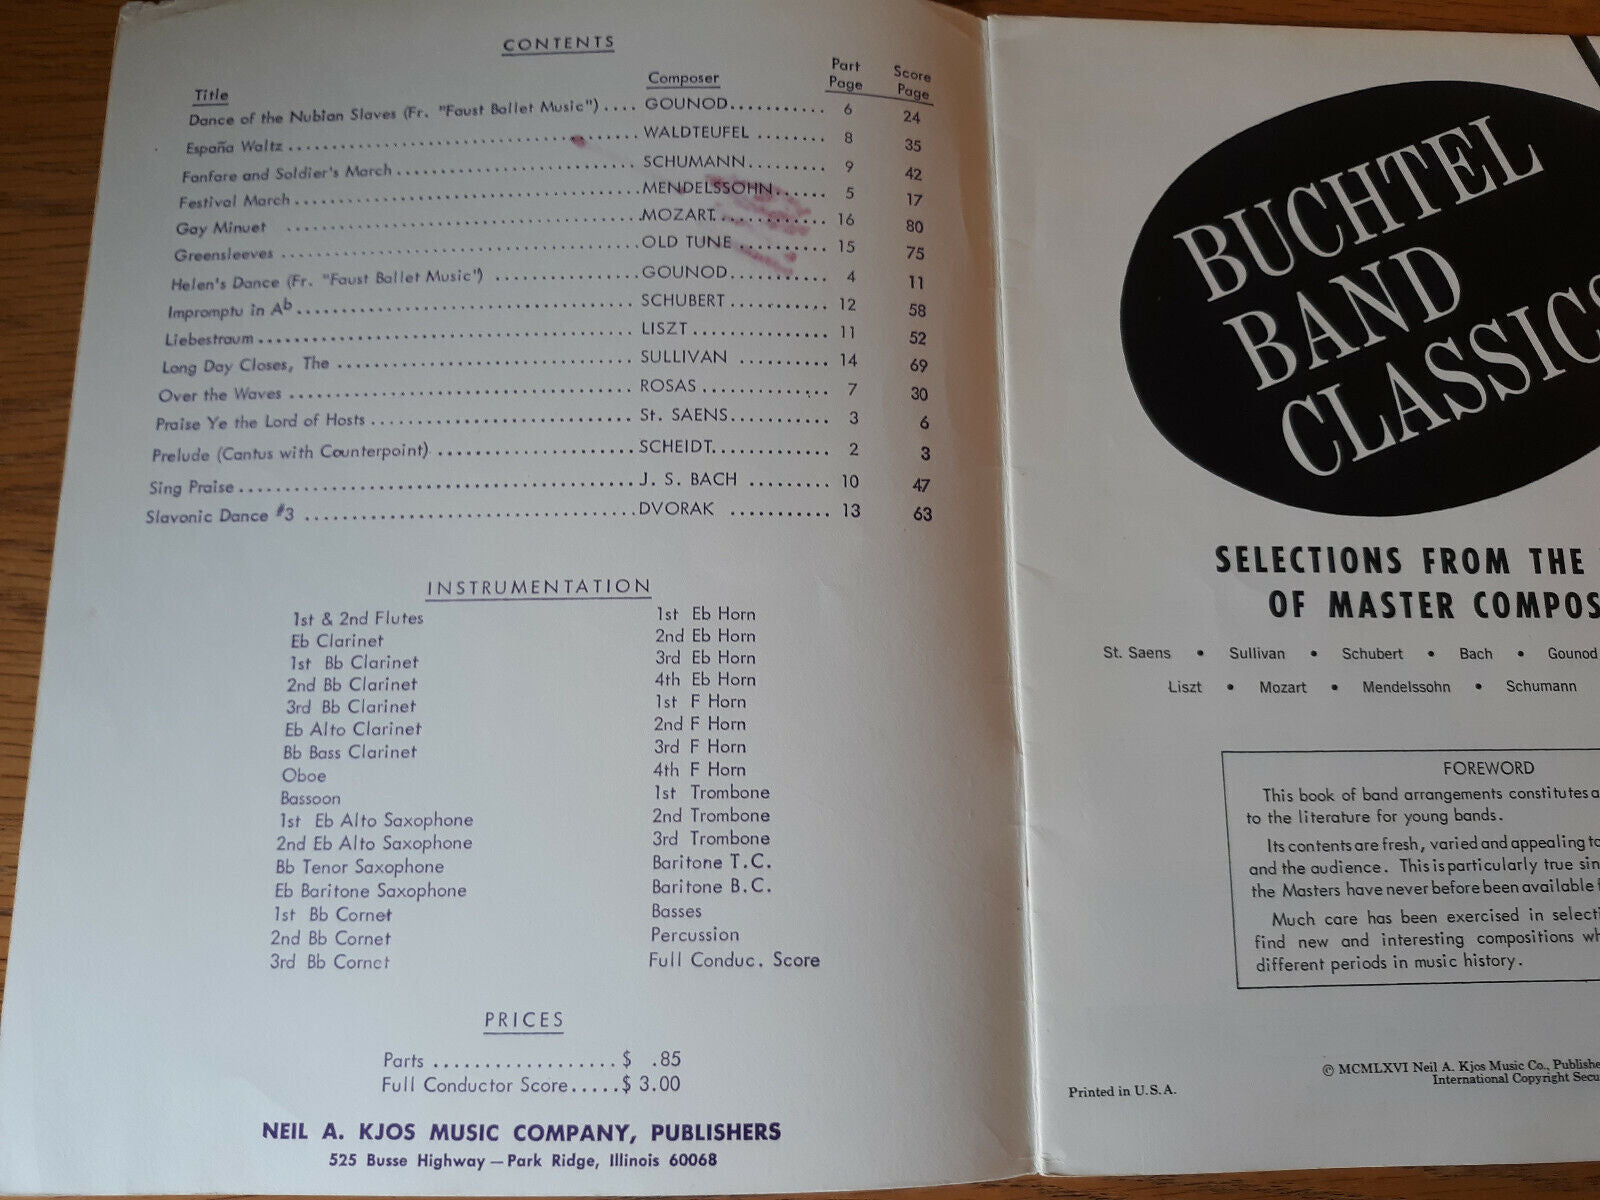 CONTENTS
Title Composer Part Page Score Page
Dance of the Nubian Slaves (Fr. "Faust Ballet Music") .... GOUNOD........... 6 24
España Waltz ........................................ WALDTEUFEL ........ 8 35
Fanfare and Soldier's March ........................... SCHUMANN......... 9 42
Festival March ........................................ MENDELSSOHN...... 5 17
Gay Minuet ........................................ MOZART............ 16 80
Greensleeves ........................................ OLD TUNE .......... 15 75
Helen's Dance (Fr. "Faust Ballet Music") ................ GOUNOD........... 4 11
Impromptu in Ab ...................................... SCHUBERT ........... 12 58
Liebestraum ........................................ LISZT ............... 11 52
Long Day Closes, The .................................. SULLIVAN .......... 14 69
Over the Waves ........................................ ROSAS .............. 7 30
Praise Ye the Lord of Hosts ............................. St. SAENS........... 3 6
Prelude (Cantus with Counterpoint) ..................... SCHEIDT............ 2 3
Sing Praise ........................................ J. S. BACH ......... 10 47
Slavonic Dance #3 ................................... DVORAK ........... 13 63
INSTRUMENTATION
1st & 2nd Flutes
Eb Clarinet
1st Bb Clarinet
2nd Bb Clarinet
3rd Bb Clarinet
Eb Alto Clarinet
Bb Bass Clarinet
Oboe
Bassoon
1st Eb Alto Saxophone
2nd Eb Alto Saxophone
Bb Tenor Saxophone
Eb Baritone Saxophone
1st Bb Cornet
2nd Bb Cornet
3rd Bb Cornet
1st Eb Horn
2nd Eb Horn
3rd Eb Horn
4th Eb Horn
1st F Horn
2nd F Horn
3rd F Horn
4th F Horn
1st Trombone
2nd Trombone
3rd Trombone
Baritone T.C.
Baritone B.C.
Basses
Percussion
Full Conduc. Score
PRICES
Parts ................... $ .85
Full Conductor Score.....$ 3.00
NEIL A. KJOS MUSIC COMPANY, PUBLISHERS
525 Busse Highway — Park Ridge, Illinois 60068
BUCHTEL
BAND
CLASSICS
SELECTIONS FROM THE
OF MASTER COMPOS
St. Saens • Sullivan • Schubert • Bach • Gounod
Liszt • Mozart • Mendelssohn • Schumann
FOREWORD
This book of band arrangements constitutes a
to the literature for young bands.
Its contents are fresh, varied and appealing to
and the audience. This is particularly true sin
the Masters have never before been available
Much care has been exercised in selecti
find new and interesting compositions wh
different periods in music history.
© MCMLXVI Neil A. Kjos Music Co., Publishe
International Copyright Secu
Printed in U.S.A.